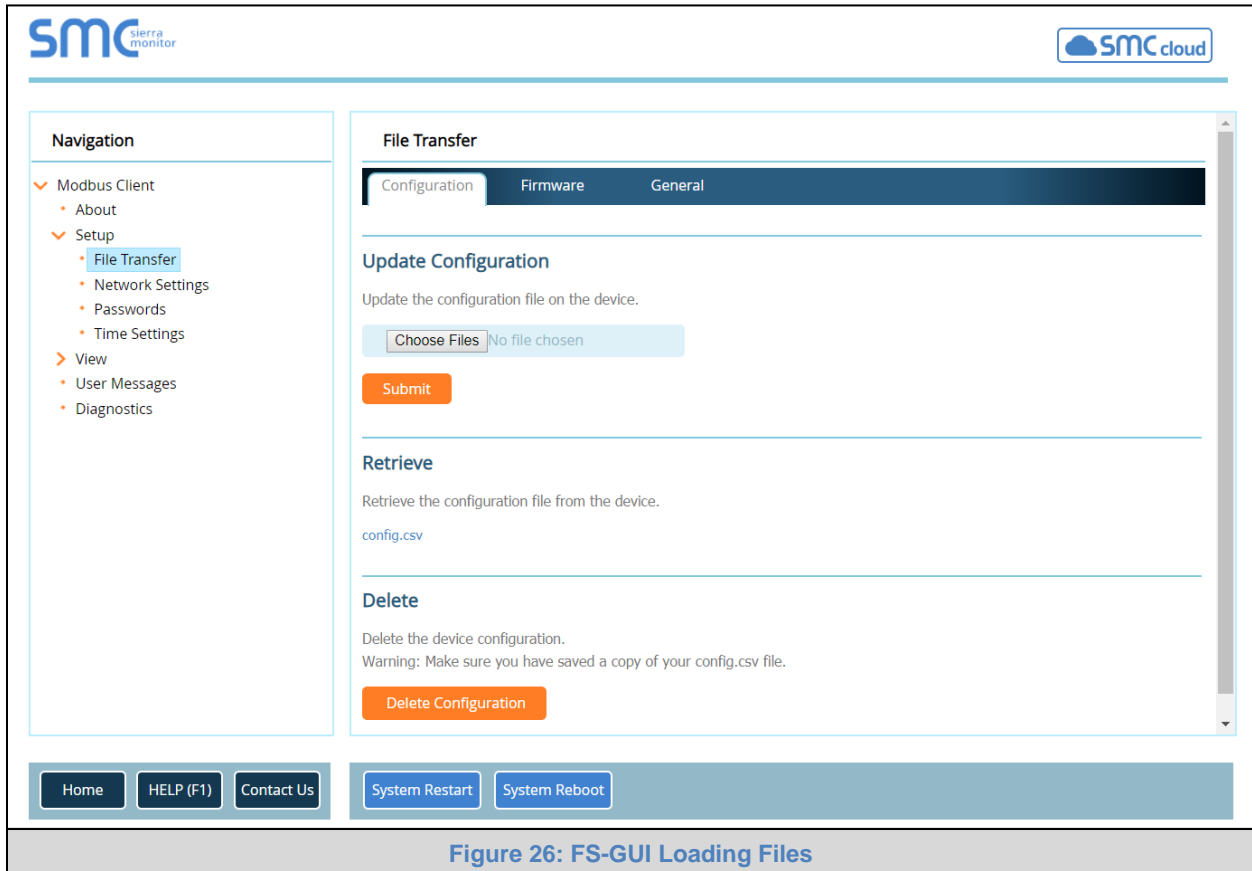 SMC sierra monitor
SMC cloud
Navigation
Modbus Client
About
Setup
File Transfer
Network Settings
Passwords
Time Settings
View
User Messages
Diagnostics
File Transfer
Configuration Firmware General
Update Configuration
Update the configuration file on the device.
Choose Files No file chosen
Submit
Retrieve
Retrieve the configuration file from the device.
config.csv
Delete
Delete the device configuration.
Warning: Make sure you have saved a copy of your config.csv file.
Delete Configuration
Home HELP (F1) Contact Us System Restart System Reboot
Figure 26: FS-GUI Loading Files